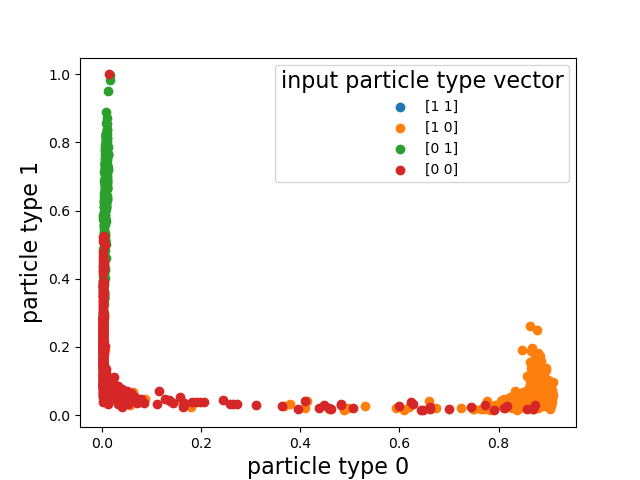 input particle type vector
[1 1]
[1 0]
[0 1]
[0 0]
particle type 1
1.0
0.8
0.6
0.4
0.2
0.0
0.0 0.2 0.4 0.6 0.8
particle type 0